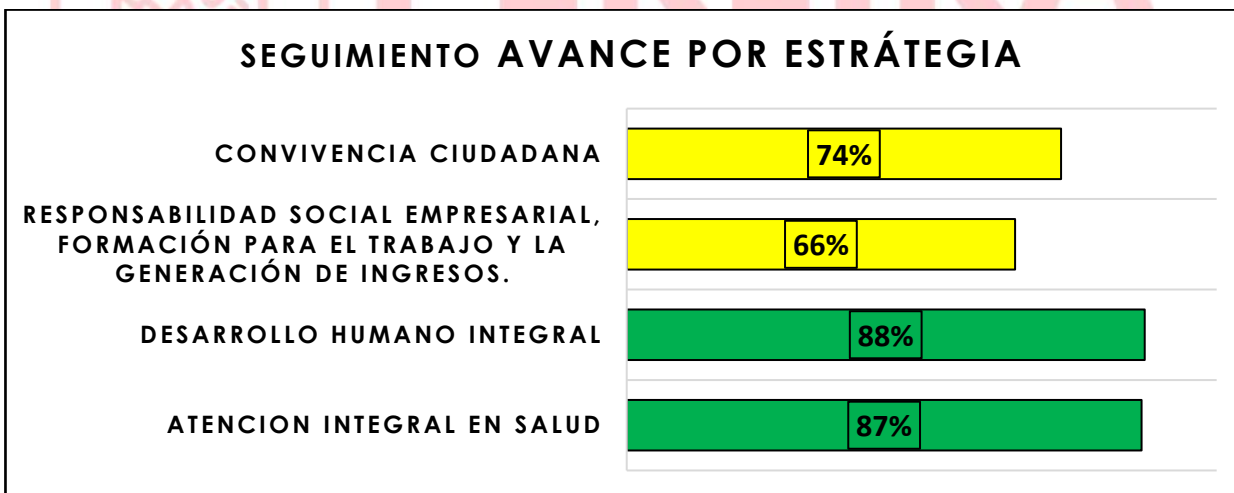 SEGUIMIENTO AVANCE POR ESTRÁTEGIA
CONVIVENCIA CIUDADANA
74%
RESPONSABILIDAD SOCIAL EMPRESARIAL,
FORMACIÓN PARA EL TRABAJO Y LA
GENERACIÓN DE INGRESOS.
66%
DESARROLLO HUMANO INTEGRAL
88%
ATENCION INTEGRAL EN SALUD
87%